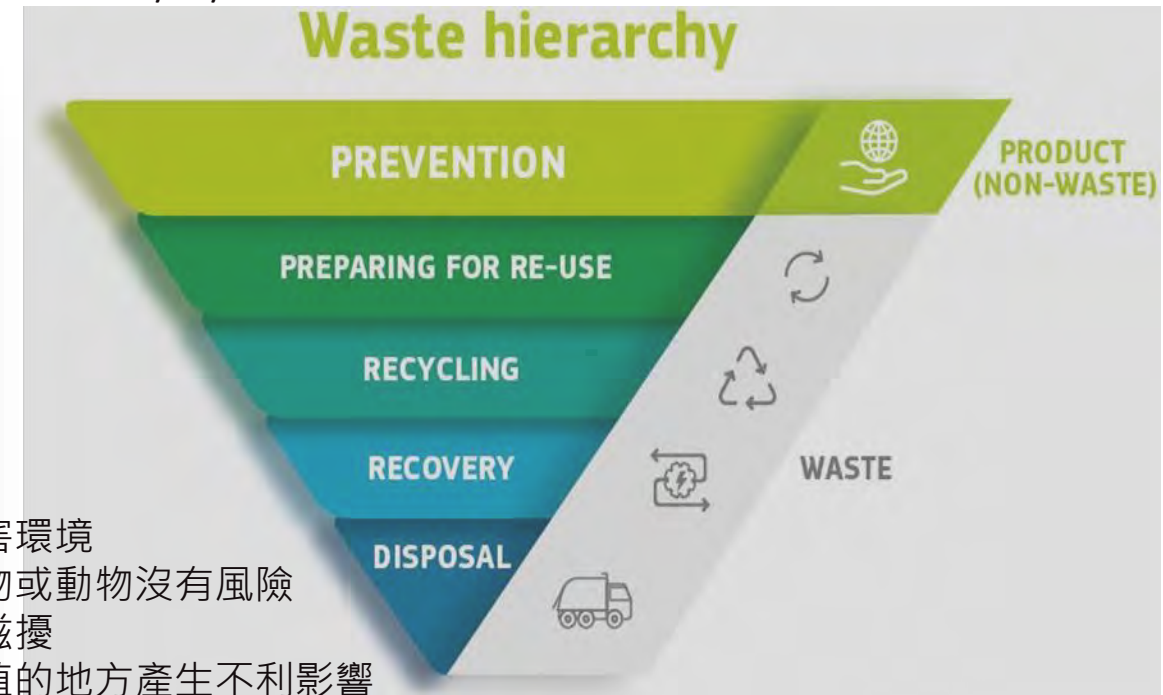 Waste hierarchy
PREVENTION
PRODUCT
(NON-WASTE)
PREPARING FOR RE-USE
RECYCLING
RECOVERY
WASTE
DISPOSAL
害環境
物或動物沒有風險
滋擾
值的地方產生不利影響